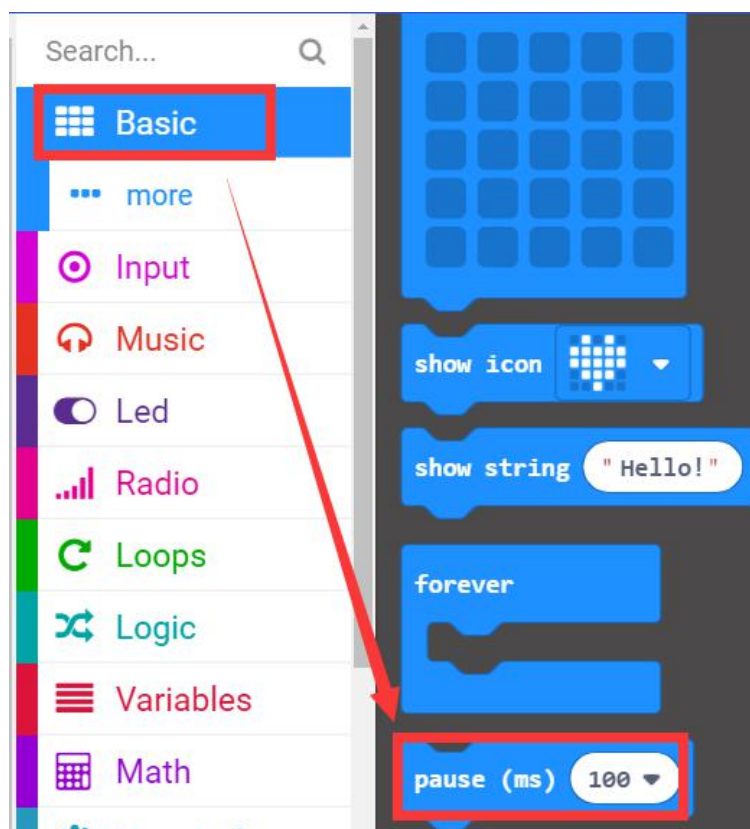 Search...
Basic
more
Input
Music
Led
Radio
Loops
Logic
Variables
Math
show icon
show string "Hello!"
forever
pause (ms) 100